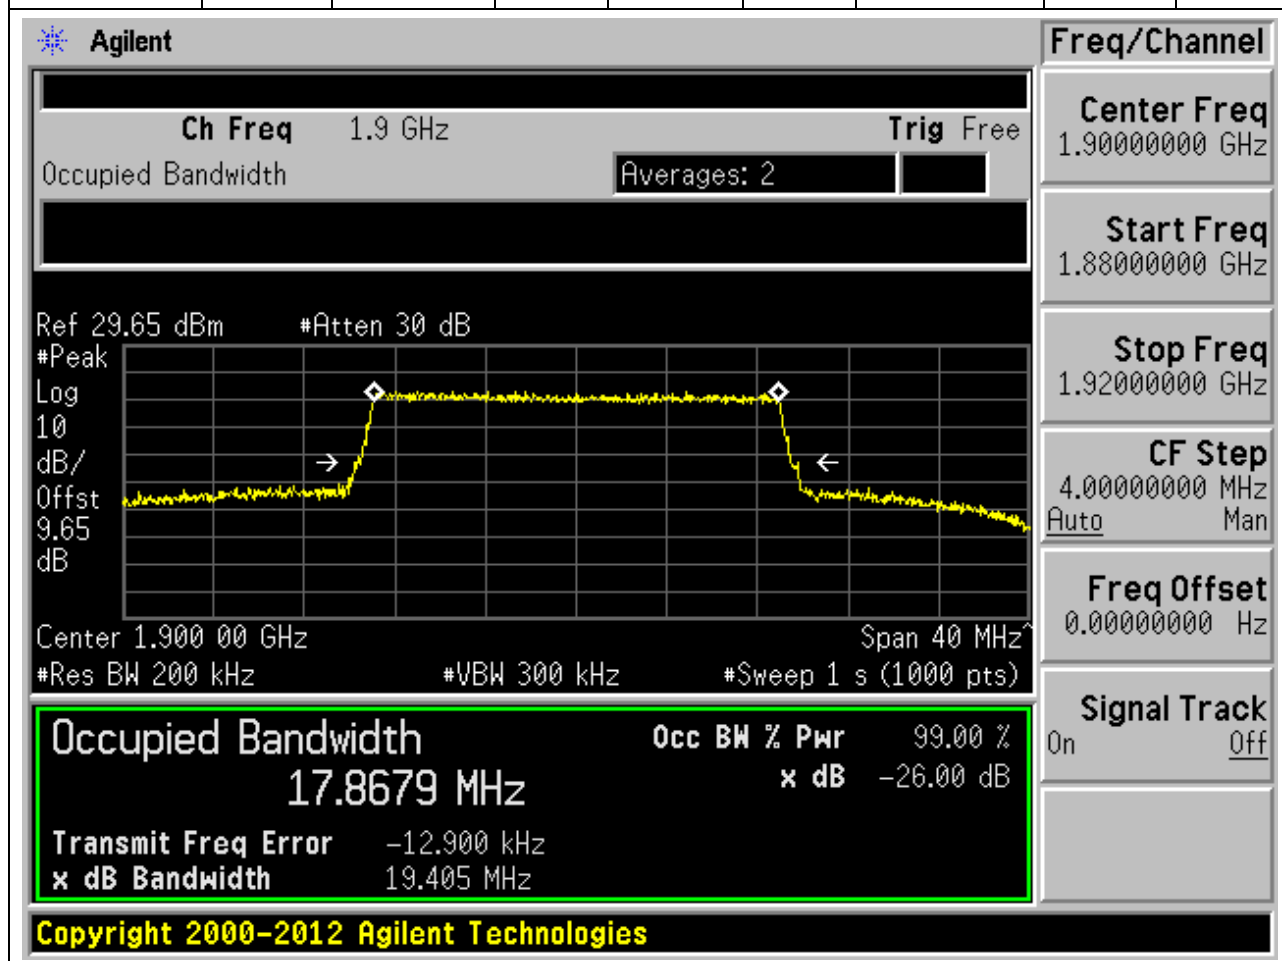 Agilent
Freq/Channel
Ch Freq 1.9 GHz Trig Free
Occupied Bandwidth Averages: 2
Center Freq
1.90000000 GHz
Start Freq
1.88000000 GHz
Stop Freq
1.92000000 GHz
CF Step
4.00000000 MHz
Auto Man
Freq Offset
0.00000000 Hz
Signal Track
On Off
Ref 29.65 dBm #Atten 30 dB
#Peak
Log
10
dB/
Offst
9.65
dB
Center 1.900 00 GHz Span 40 MHz^
#Res BW 200 kHz #VBW 300 kHz #Sweep 1 s (1000 pts)
Occupied Bandwidth Occ BW % Pwr 99.00 %
17.8679 MHz x dB -26.00 dB
Transmit Freq Error -12.900 kHz
x dB Bandwidth 19.405 MHz
Copyright 2000-2012 Agilent Technologies